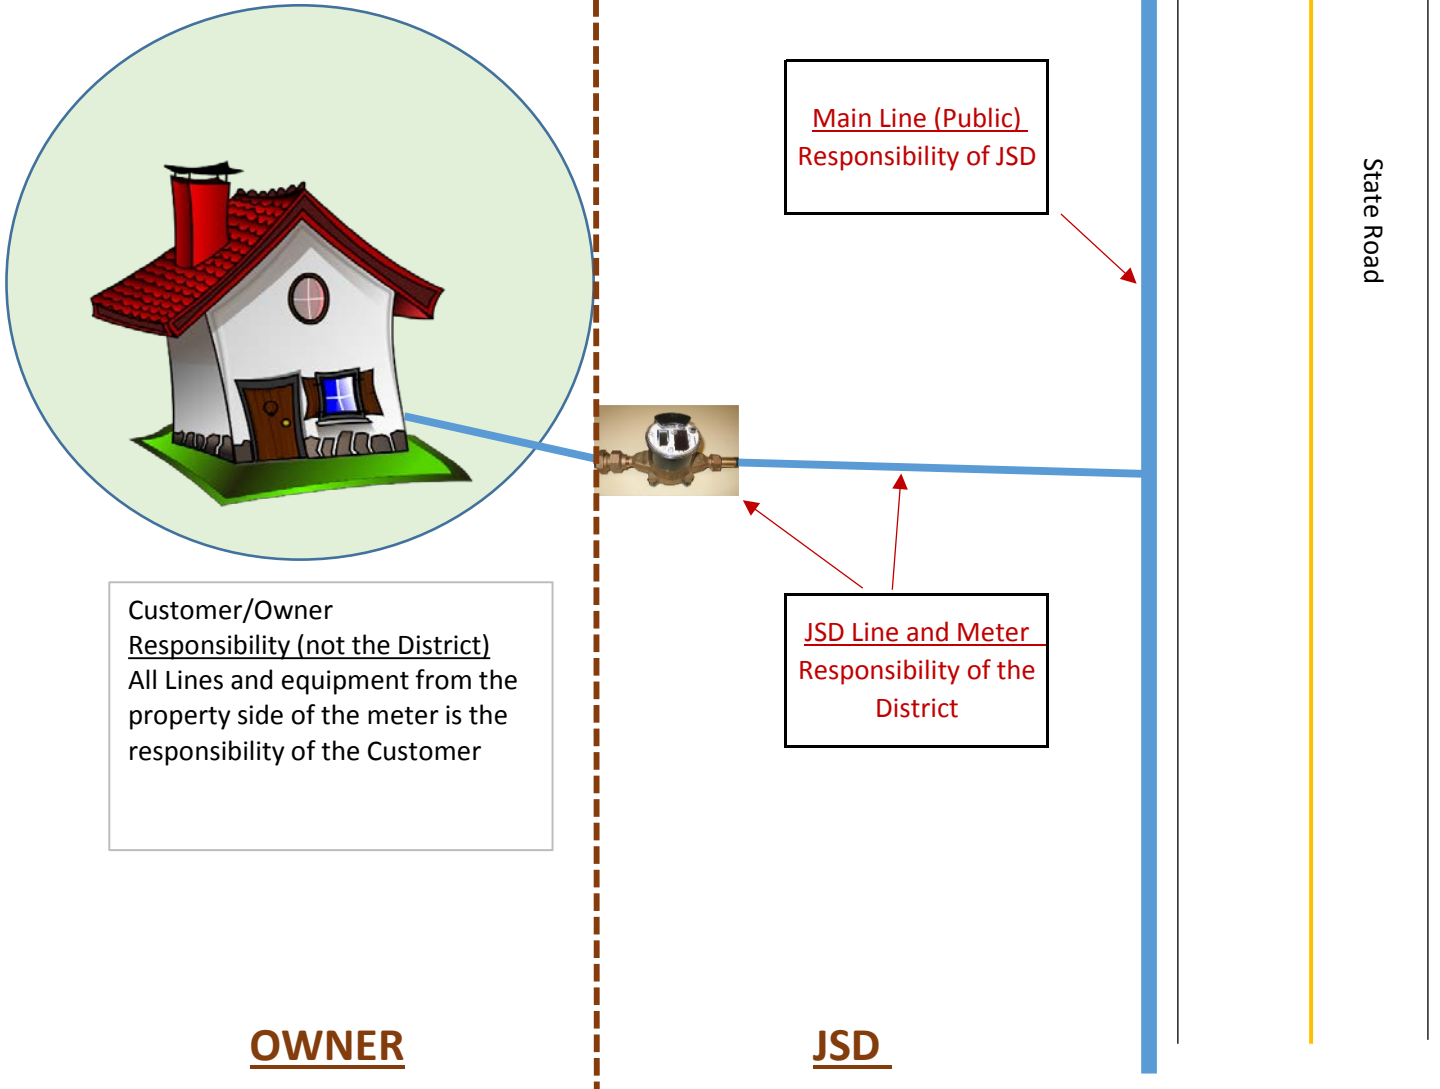 Main Line (Public)
Responsibility of JSD
State Road
Customer/Owner
Responsibility (not the District)
All Lines and equipment from the
property side of the meter is the
responsibility of the Customer
JSD Line and Meter
Responsibility of the
District
OWNER
JSD